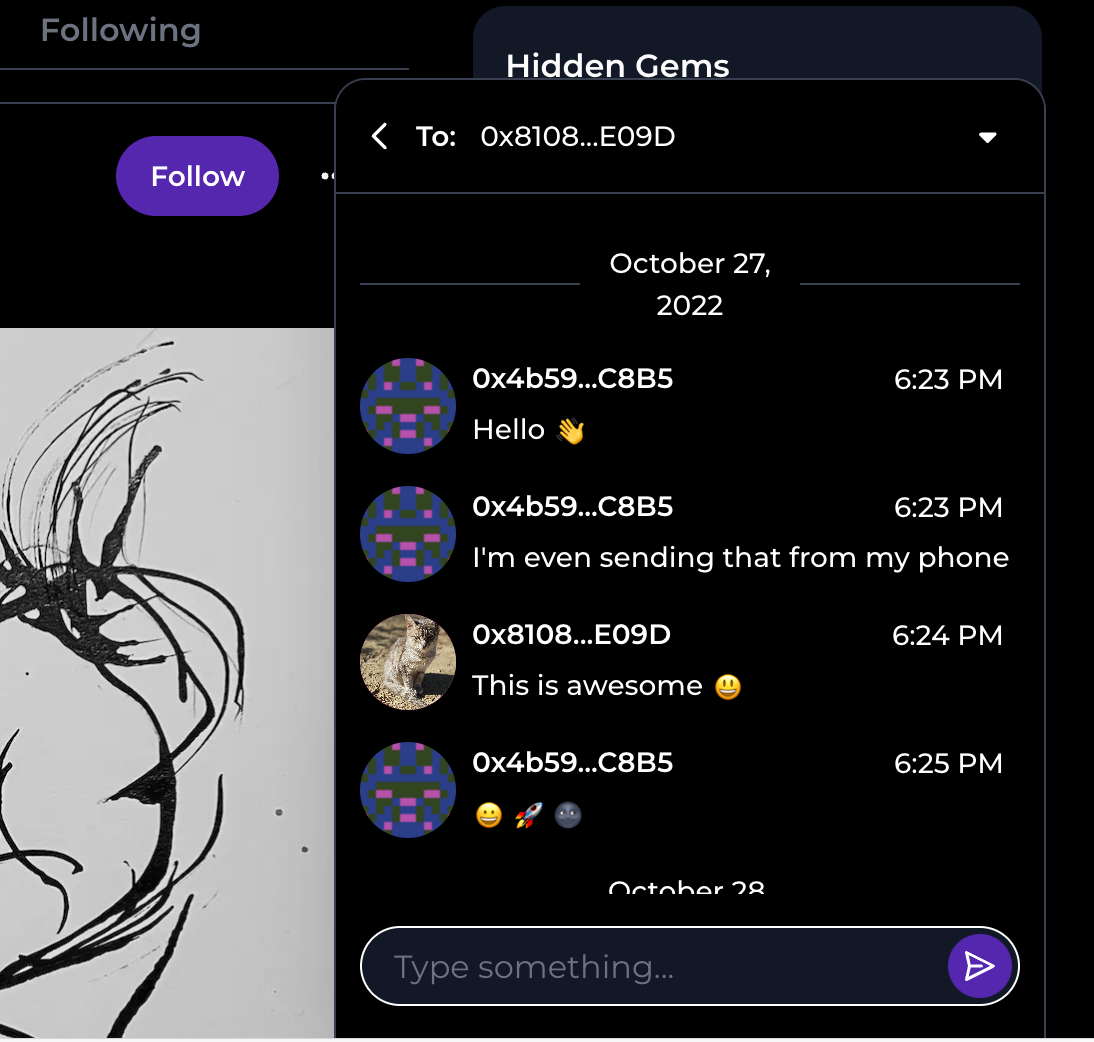 Following
Hidden Gems
Follow
To: 0x8108...E09D
October 27,
2022
0x4b59...C8B5 6:23 PM
Hello 👋
0x4b59...C8B5 6:23 PM
I'm even sending that from my phone
0x8108...E09D 6:24 PM
This is awesome 😃
0x4b59...C8B5 6:25 PM
😀 🚀 🌚
October 28
Type something...